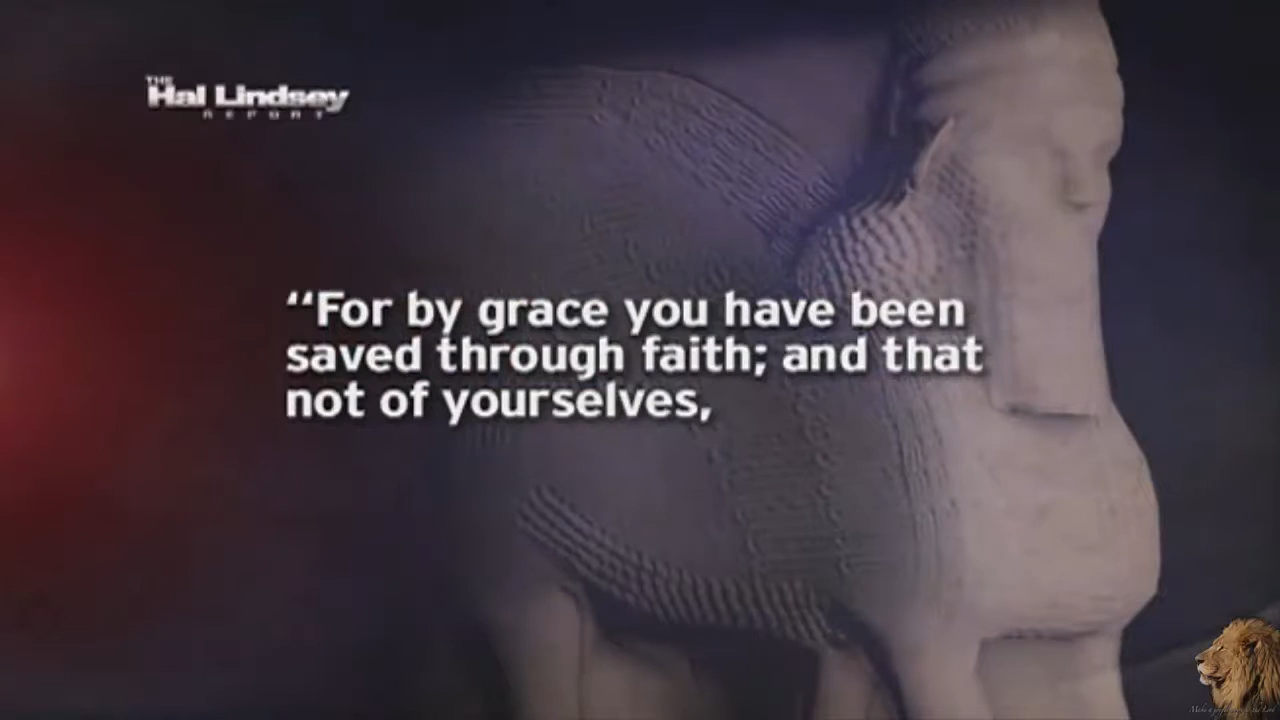 THE
Hal Lindsey
REPORT
“For by grace you have been
saved through faith; and that
not of yourselves,